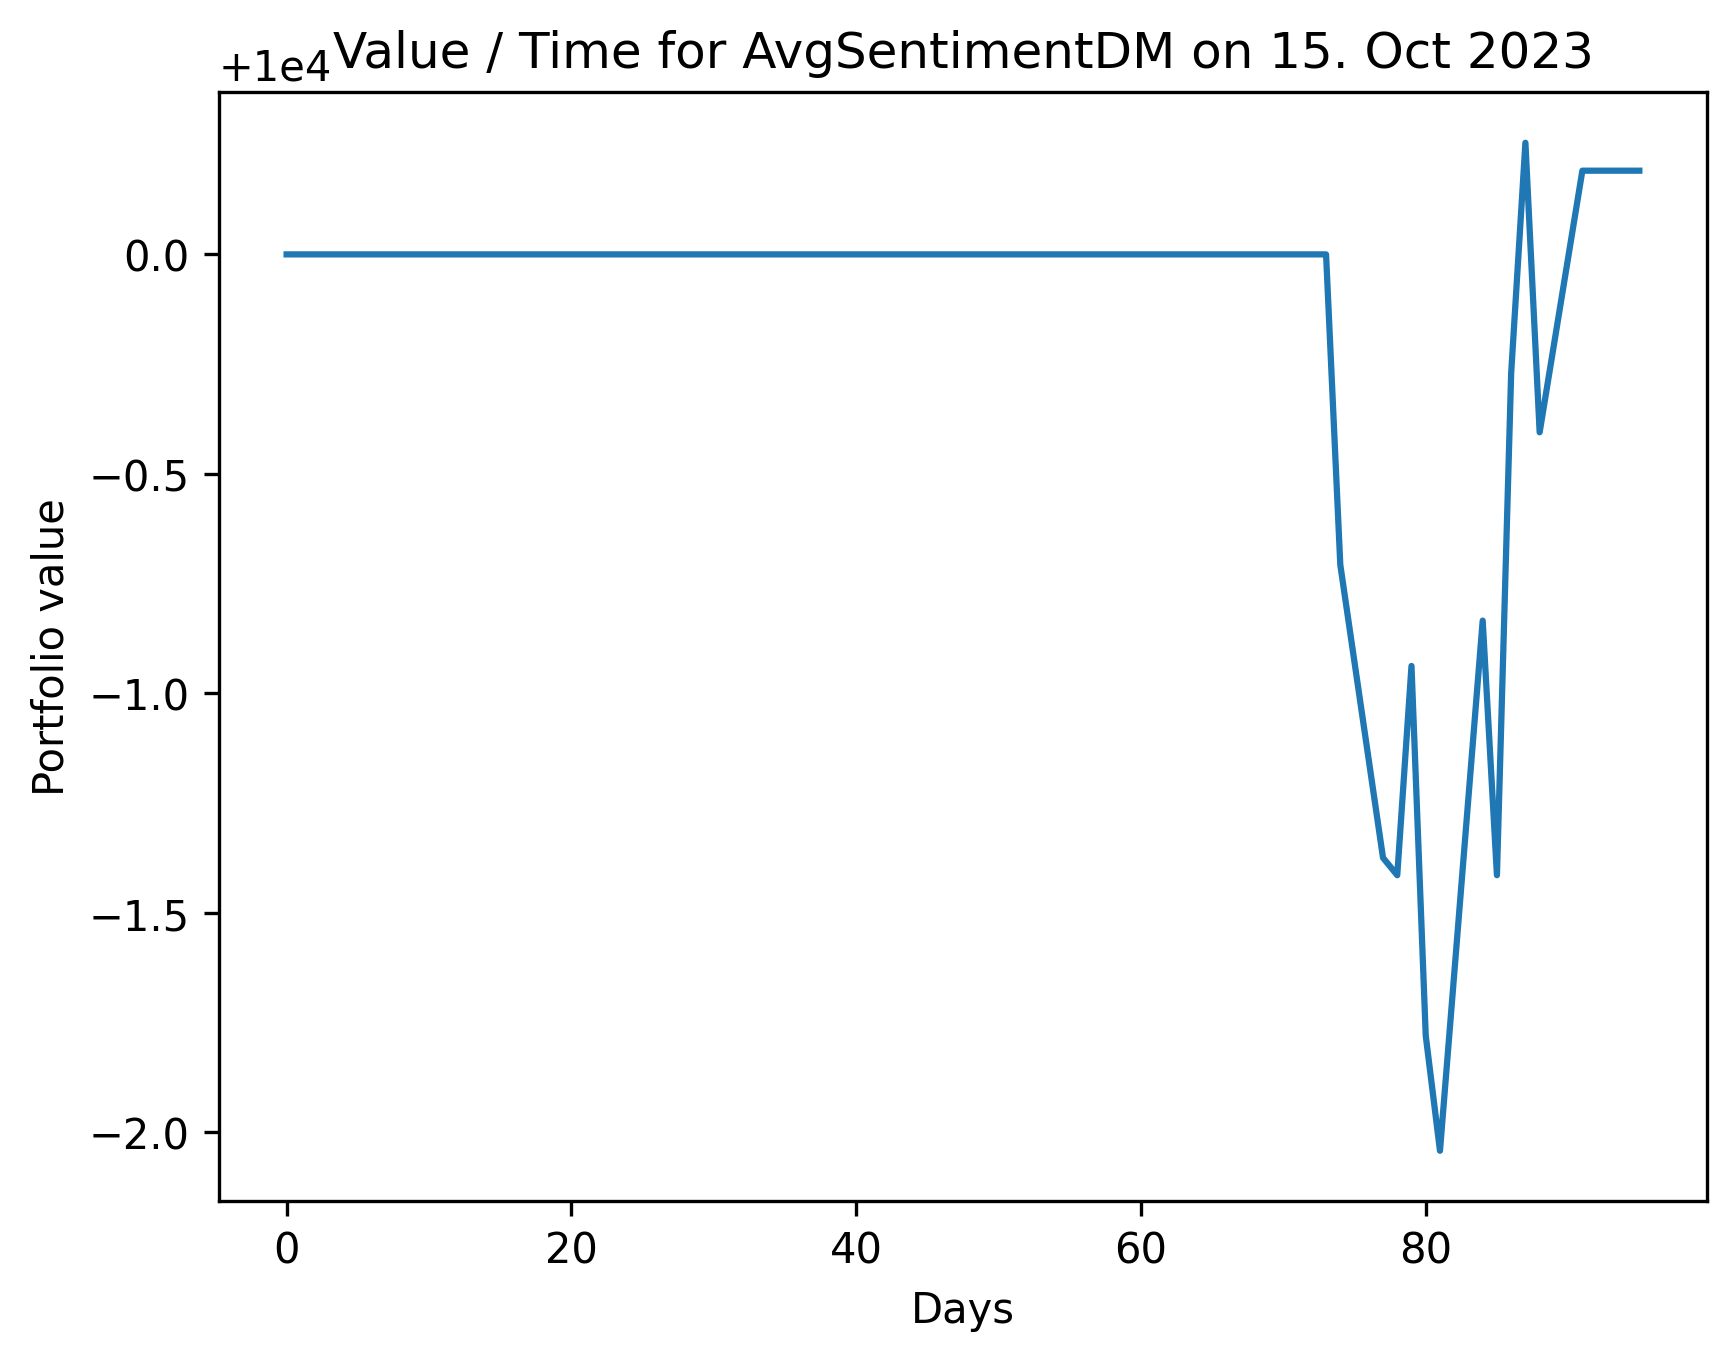 Value / Time for AvgSentimentDM on 15. Oct 2023
+1e4
0.0
−0.5
−1.0
−1.5
−2.0
Portfolio value
0 20 40 60 80
Days